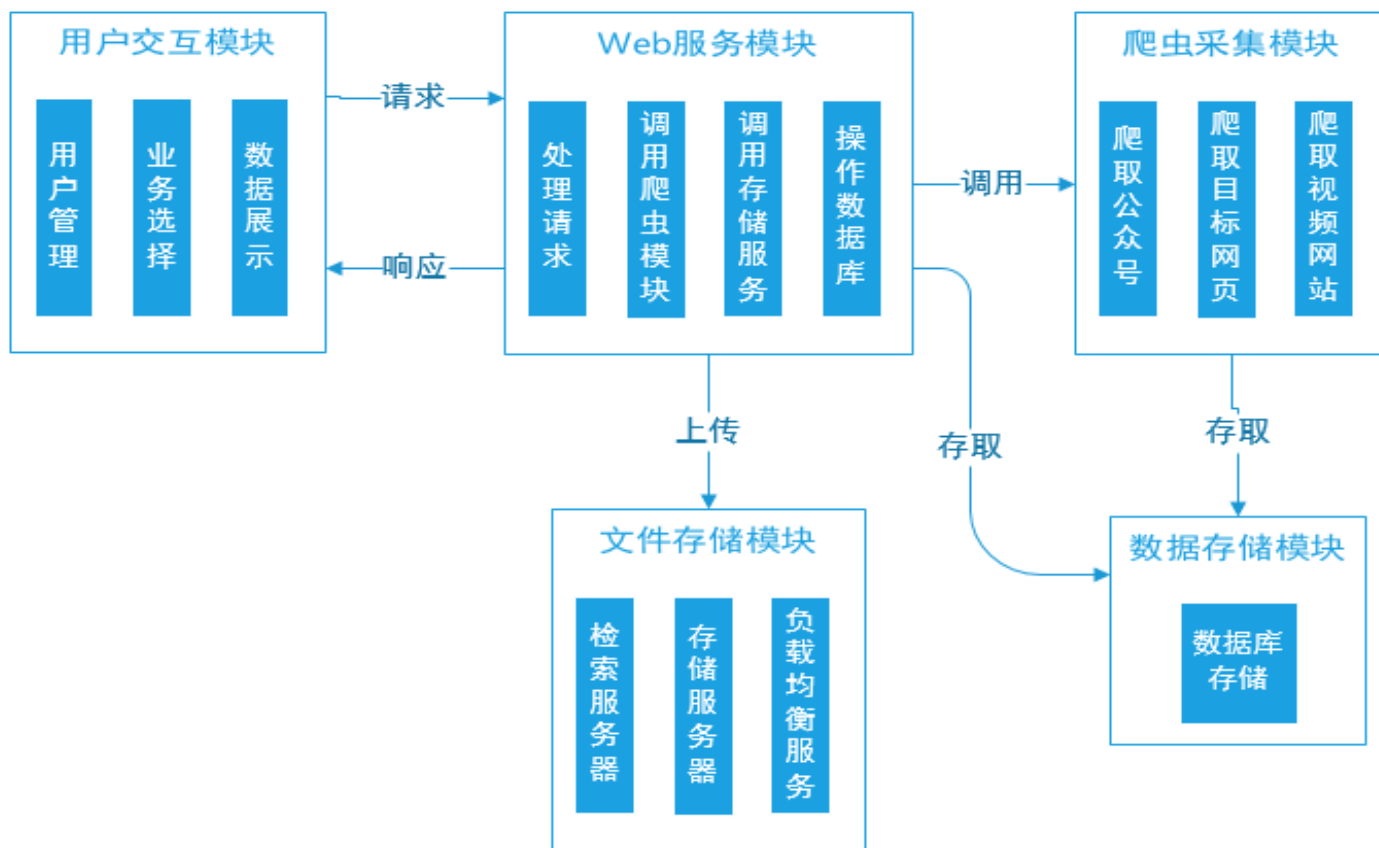 用户交互模块
用户管理
业务选择
数据展示
请求
响应
Web服务模块
处理请求
调用爬虫模块
调用存储服务
操作数据库
调用
爬虫采集模块
爬取公众号
爬取目标网页
爬取视频网站
上传
存取
存取
文件存储模块
检索服务器
存储服务器
负载均衡服务
数据存储模块
数据库
存储